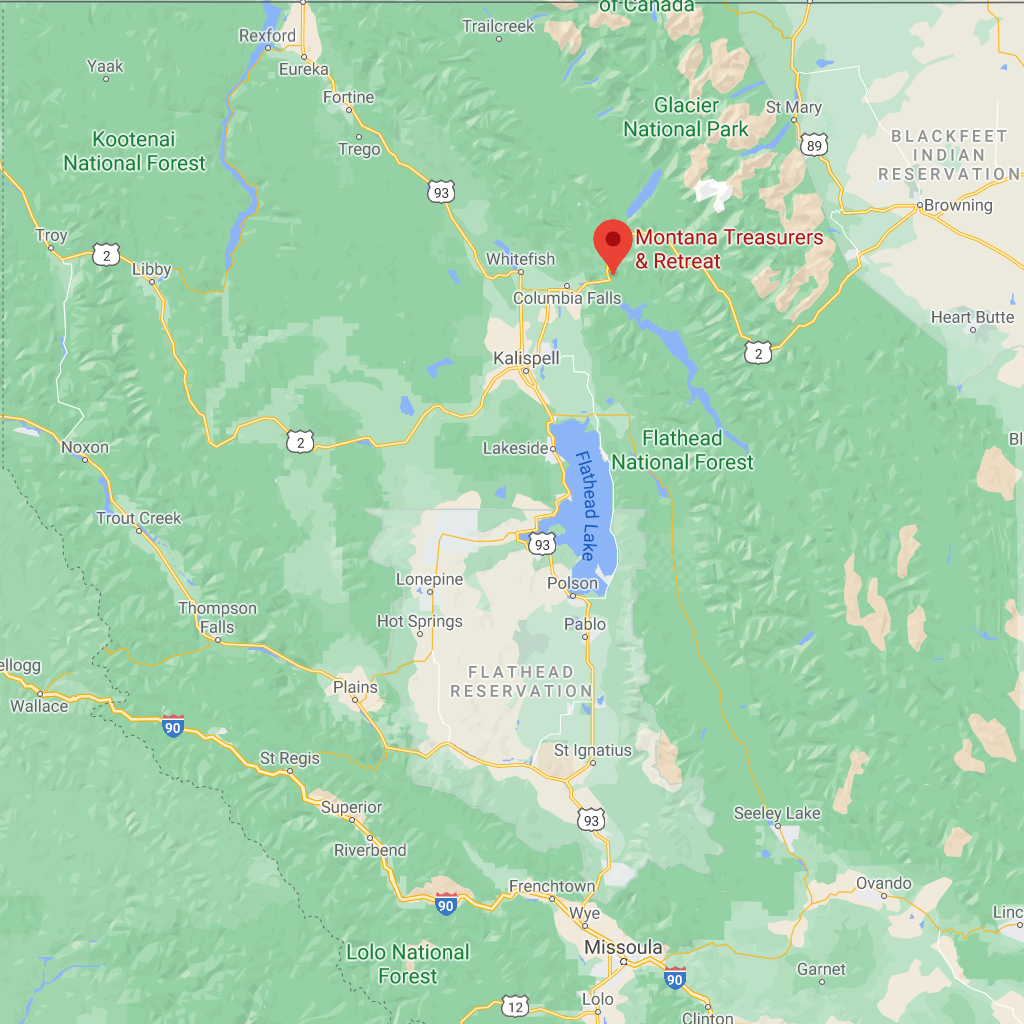 of Canada
Trailcreek
Rexford
Eureka
Yaak
Fortine
Glacier
National Park
St Mary
Kootenai
National Forest
Trego
89
BLACKFEET
INDIAN
RESERVATION
93
Browning
Troy
2
Libby
Whitefish
Montana Treasurers
& Retreat
Columbia Falls
Heart Butte
Kalispell
2
2
Noxon
Lakeside
Flathead
National Forest
Bl
Flathead Lake
Trout Creek
93
Lonepine
Polson
Thompson
Falls
Hot Springs
Pablo
ellogg
FLATHEAD
RESERVATION
Plains
Wallace
90
St Regis
St Ignatius
Superior
93
Seeley Lake
Riverbend
90
Frenchtown
Ovando
Wye
Linc
Missoula
Lolo National
Forest
90
Garnet
12
Lolo
Clinton